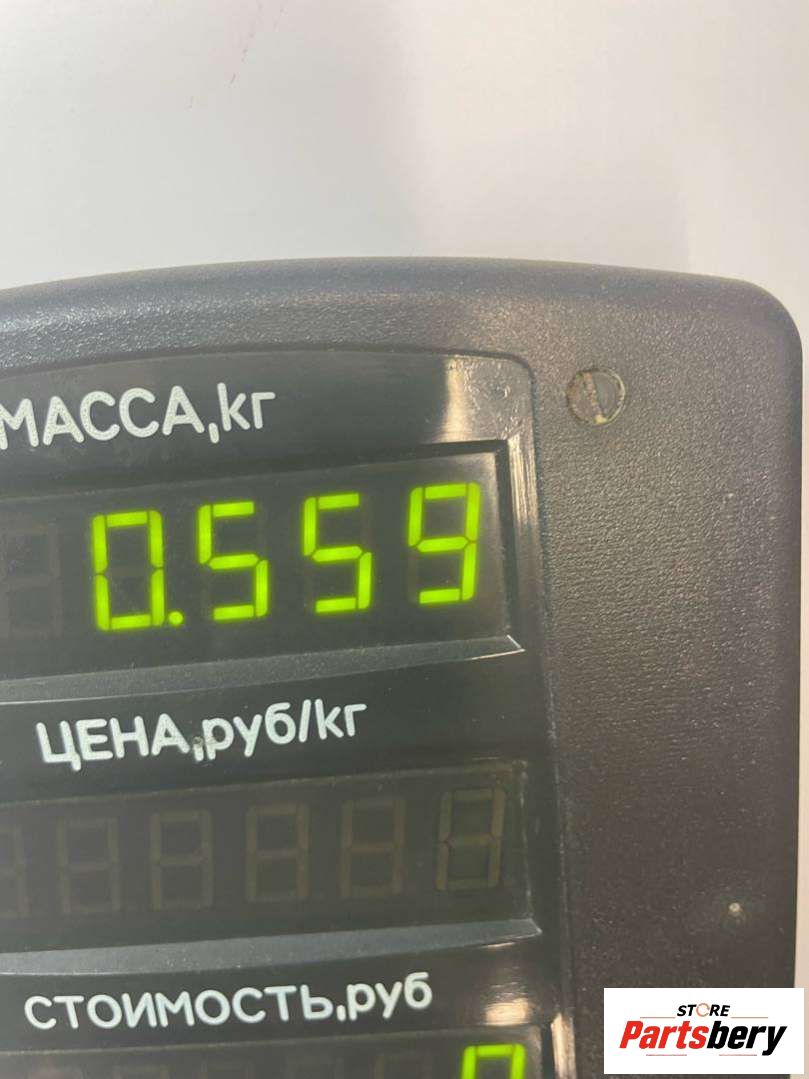 МАССА,кг
0.559
ЦЕНА,руб/кг
СТОИМОСТЬ,руб
STORE
Partsbery